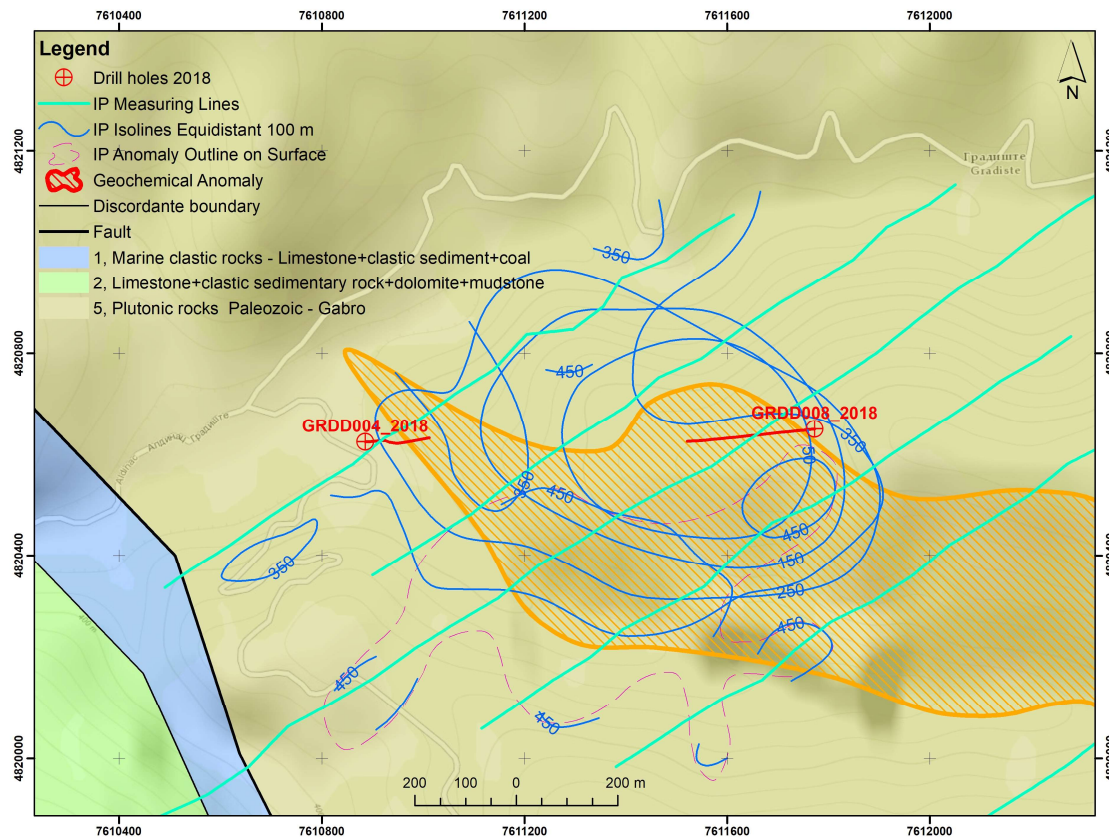 7610400 7610800 7611200 7611600 7612000
Legend
Drill holes 2018
IP Measuring Lines
IP Isolines Equidistant 100 m
IP Anomaly Outline on Surface
Geochemical Anomaly
Discordante boundary
Fault
1, Marine clastic rocks - Limestone+clastic sediment+coal
2, Limestone+clastic sedimentary rock+dolomite+mudstone
5, Plutonic rocks Paleozoic - Gabro
N
4821200
Градиште
Gradište
350
4820800
450
GRDD004_2018
GRDD008_2018
350
50
350
450
450
4820400
350
150
250
450
450
450
4820000
200 100 0 200 m
7610400 7610800 7611200 7611600 7612000